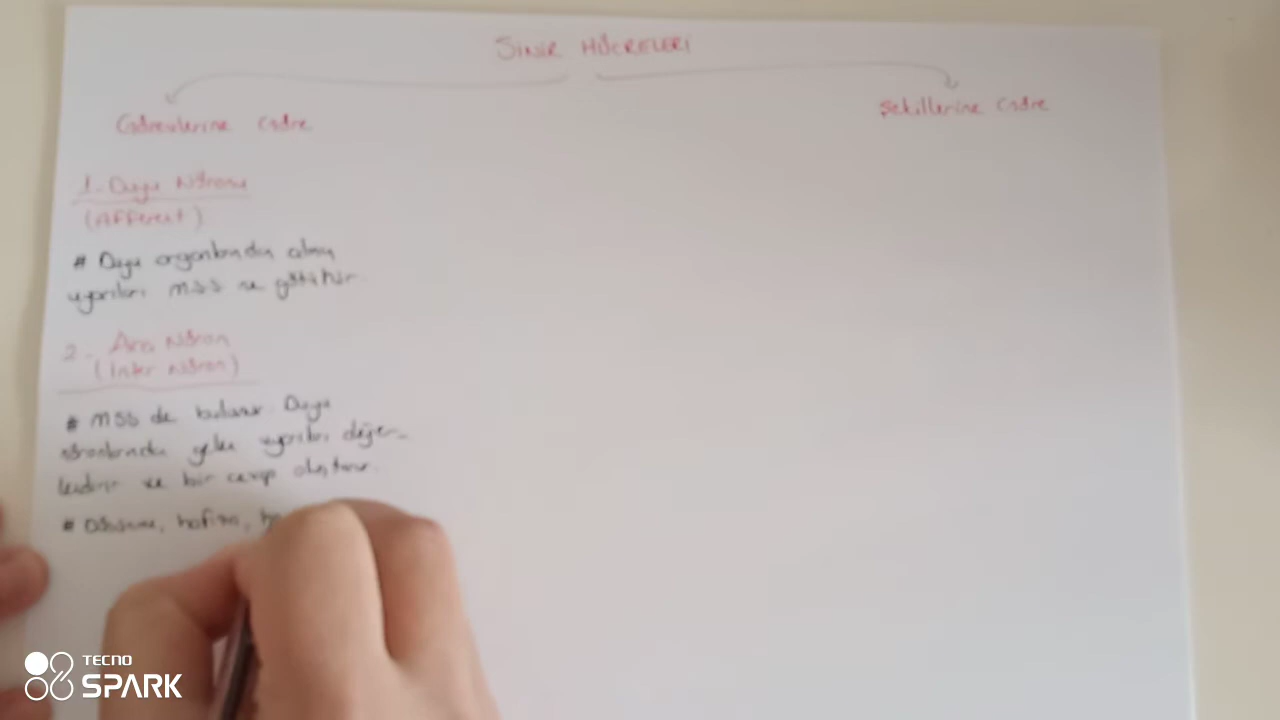 SİNİR HÜCRELERİ
Görevlerine Göre
Şekillerine Göre
1- Duyu Nöronu
(Afferent)
# Duyu organlarından alınan
uyarıları MSS ne götürür.
2- Ara Nöron
(İnter Nöron)
# MSS de bulunur. Duyu
nöronlarından gelen uyarıları değer-
lendirir ve bir cevap oluşturur.
# Düşünme, hafıza,
TECNO
SPARK